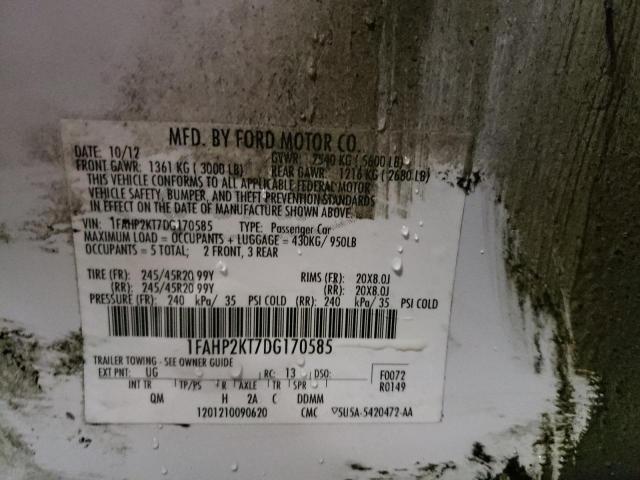 MFD. BY FORD MOTOR CO.
DATE: 10/12 GVWR: 2540 KG (5600 LB)
FRONT GAWR: 1361 KG (3000 LB) REAR GAWR: 1216 KG (2680 LB)
THIS VEHICLE CONFORMS TO ALL APPLICABLE FEDERAL MOTOR
VEHICLE SAFETY, BUMPER, AND THEFT PREVENTION STANDARDS
IN EFFECT ON THE DATE OF MANUFACTURE SHOWN ABOVE.
VIN: 1FAHP2KT7DG170585 TYPE: Passenger Car
MAXIMUM LOAD = OCCUPANTS + LUGGAGE = 430KG/ 950LB
OCCUPANTS = 5 TOTAL; 2 FRONT, 3 REAR
TIRE (FR): 245/45R20 99Y RIMS (FR): 20X8.0J
(RR): 245/45R20 99Y (RR): 20X8.0J
PRESSURE (FR): 240 kPa/ 35 PSI COLD (RR): 240 kPa/ 35 PSI COLD
1FAHP2KT7DG170585
TRAILER TOWING - SEE OWNER GUIDE
EXT PNT: UG RC: 13 DSO: F0072
INT TR TP/PS R AXLE TR SPR R0149
QM H 2A C DDMM
1201210090620 CMC ▽5U5A-5420472-AA